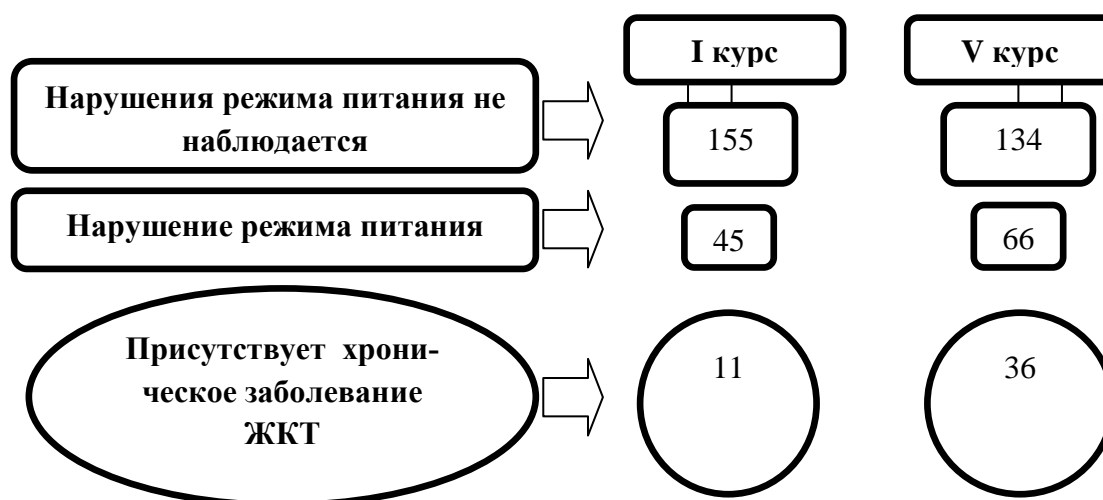 I курс
V курс
Нарушения режима питания не
наблюдается
155
134
Нарушение режима питания
45
66
Присутствует хрони-
ческое заболевание
ЖКТ
11
36